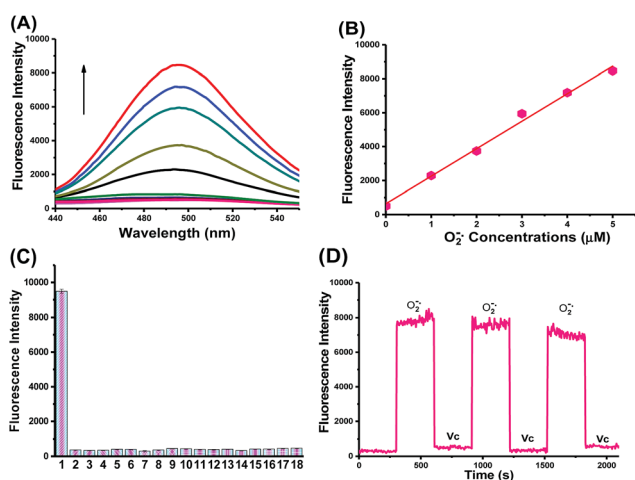 (A)
Fluorescence Intensity
10000
8000
6000
4000
2000
0
440 460 480 500 520 540
Wavelength (nm)
(B)
Fluorescence Intensity
10000
8000
6000
4000
2000
0
0 1 2 3 4 5
O₂⁻· Concentrations (μM)
(C)
Fluorescence Intensity
10000
8000
6000
4000
2000
0
1 2 3 4 5 6 7 8 9 10 11 12 13 14 15 16 17 18
(D)
Fluorescence Intensity
10000
8000
6000
4000
2000
0
O₂⁻· O₂⁻· O₂⁻·
Vc Vc Vc
0 500 1000 1500 2000
Time (s)